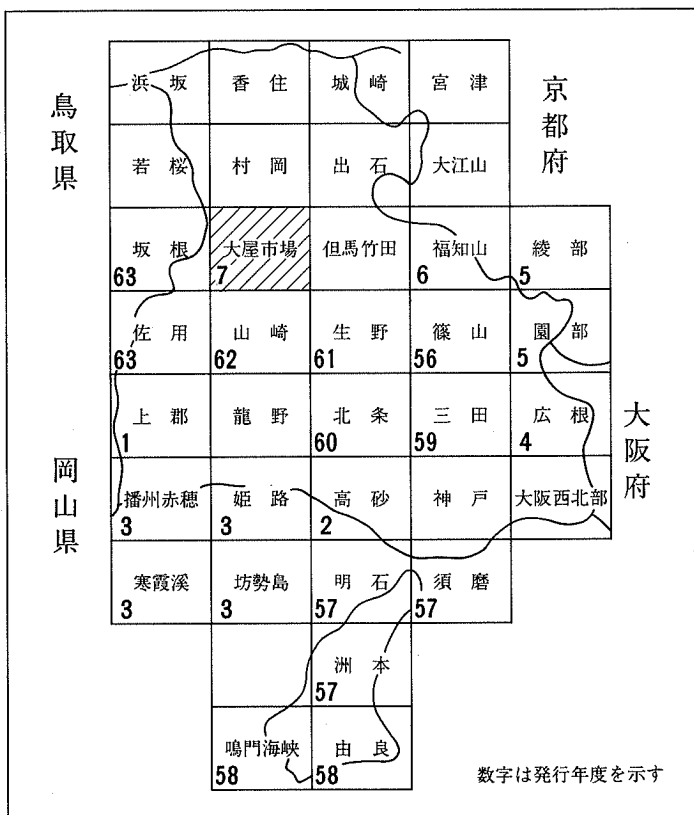 鳥取県
京都府
大阪府
岡山県
浜坂 香住 城崎 宮津
若桜 村岡 出石 大江山
坂根 大屋市場 但馬竹田 福知山 綾部
63 7 6 5
佐用 山崎 生野 篠山 園部
63 62 61 56 5
上郡 龍野 北条 三田 広根
1 60 59 4
播州赤穂 姫路 高砂 神戸 大阪西北部
3 3 2
寒霞渓 坊勢島 明石 須磨
3 3 57 57
洲本
57
鳴門海峡 由良
58 58
数字は発行年度を示す